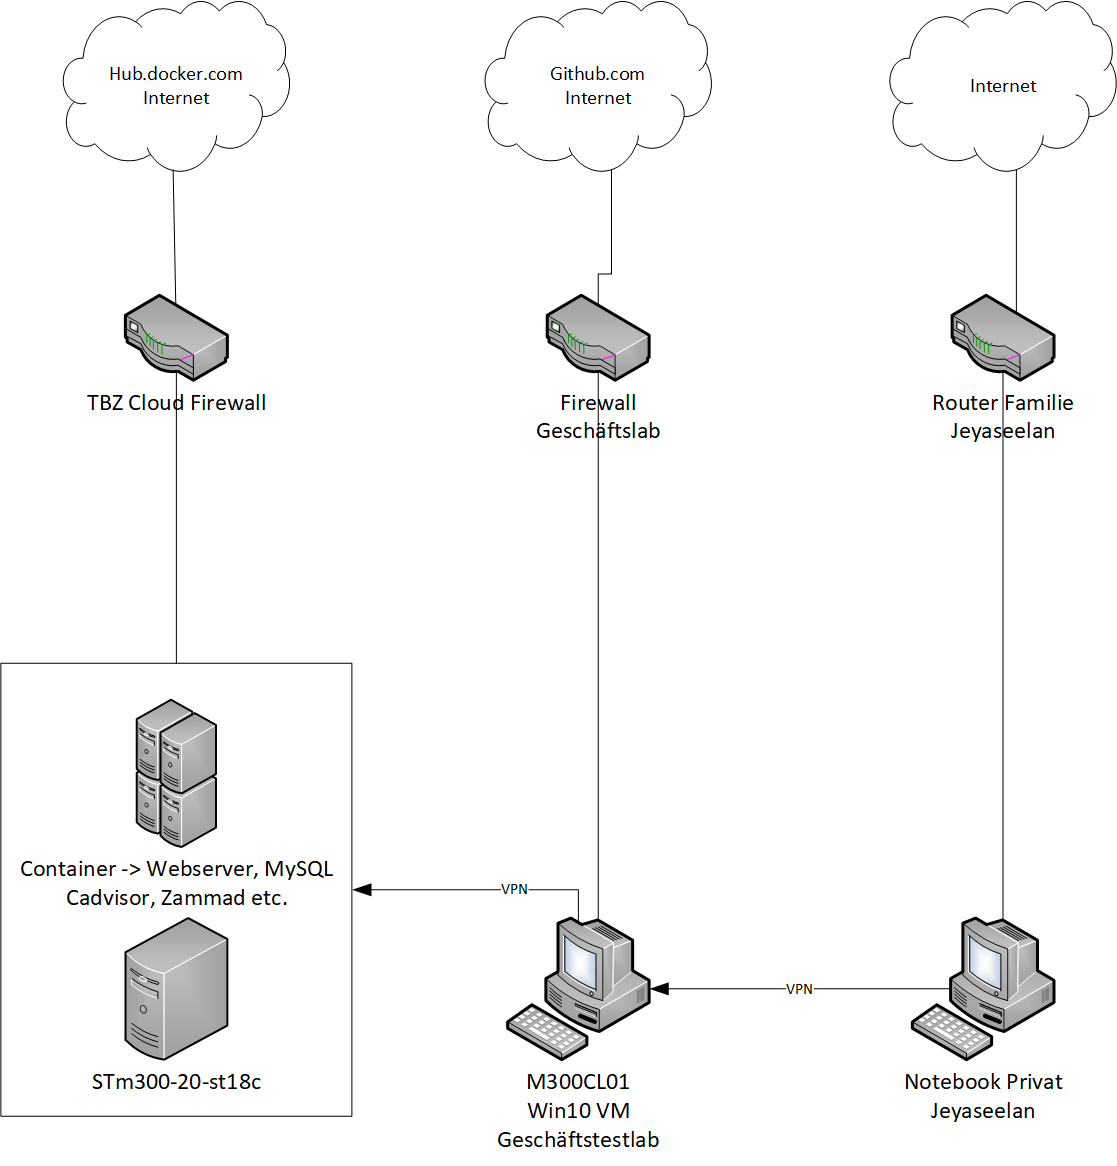 Hub.docker.com
Internet
Github.com
Internet
Internet
TBZ Cloud Firewall
Firewall
Geschäftslab
Router Familie
Jeyaseelan
Container -> Webserver, MySQL
Cadvisor, Zammad etc.
VPN
VPN
STm300-20-st18c
M300CL01
Win10 VM
Geschäftstestlab
Notebook Privat
Jeyaseelan